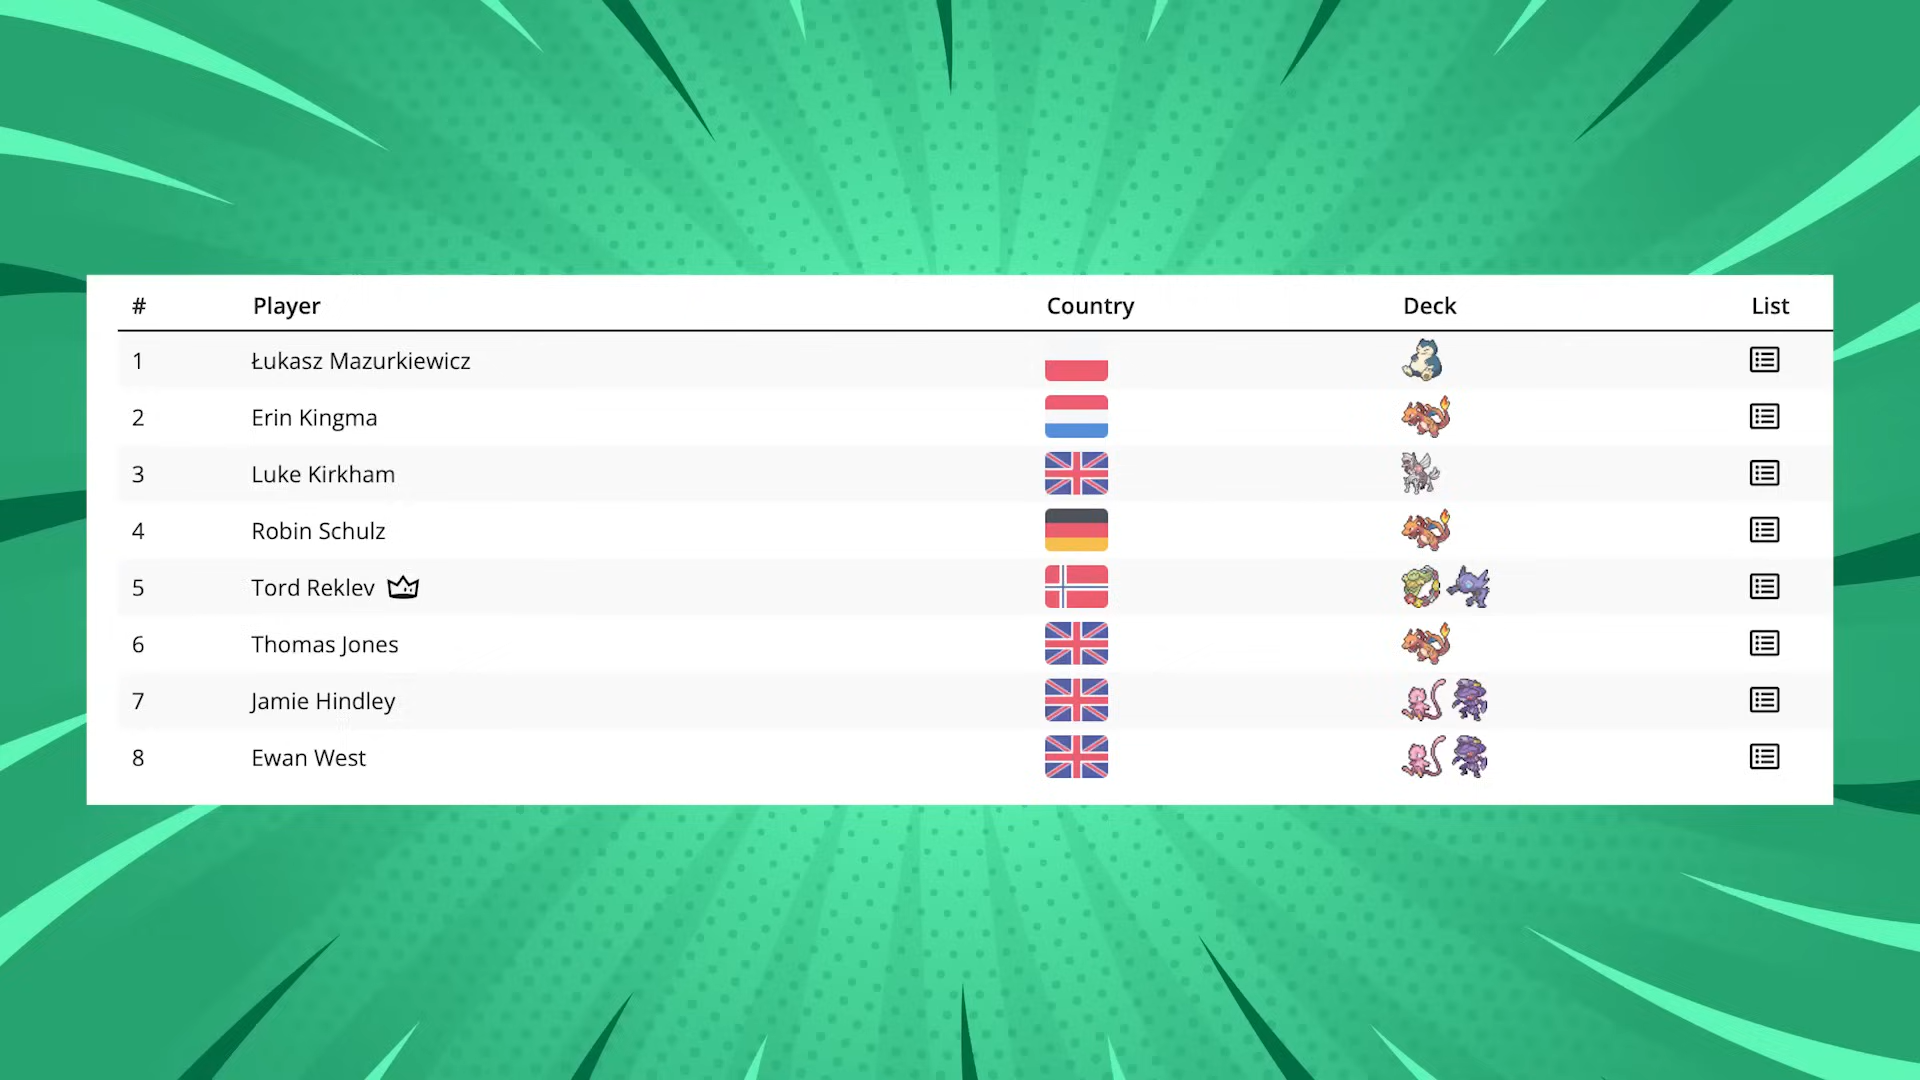 # Player Country Deck List
1 Łukasz Mazurkiewicz
2 Erin Kingma
3 Luke Kirkham
4 Robin Schulz
5 Tord Reklev
6 Thomas Jones
7 Jamie Hindley
8 Ewan West